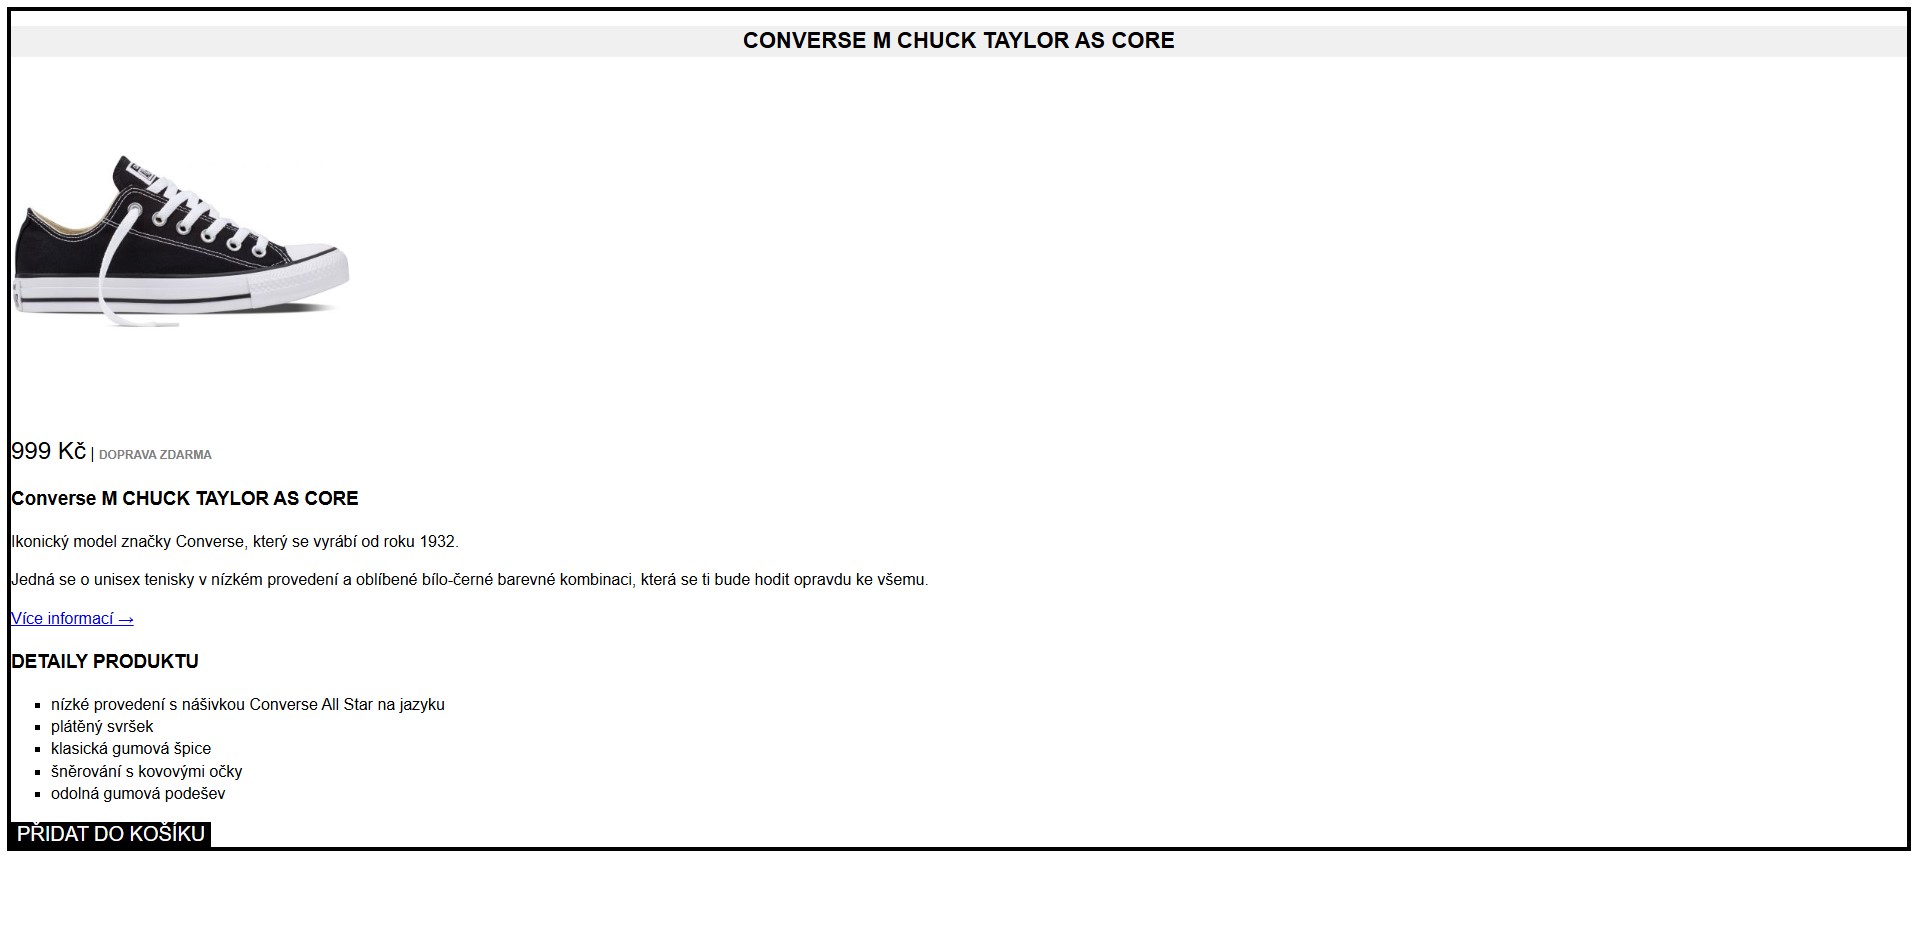 CONVERSE M CHUCK TAYLOR AS CORE
999 Kč | DOPRAVA ZDARMA
Converse M CHUCK TAYLOR AS CORE
Ikonický model značky Converse, který se vyrábí od roku 1932.
Jedná se o unisex tenisky v nízkém provedení a oblíbené bílo-černé barevné kombinaci, která se ti bude hodit opravdu ke všemu.
Více informací →
DETAILY PRODUKTU
▪ nízké provedení s nášivkou Converse All Star na jazyku
▪ plátěný svršek
▪ klasická gumová špice
▪ šněrování s kovovými očky
▪ odolná gumová podešev
PŘIDAT DO KOŠÍKU